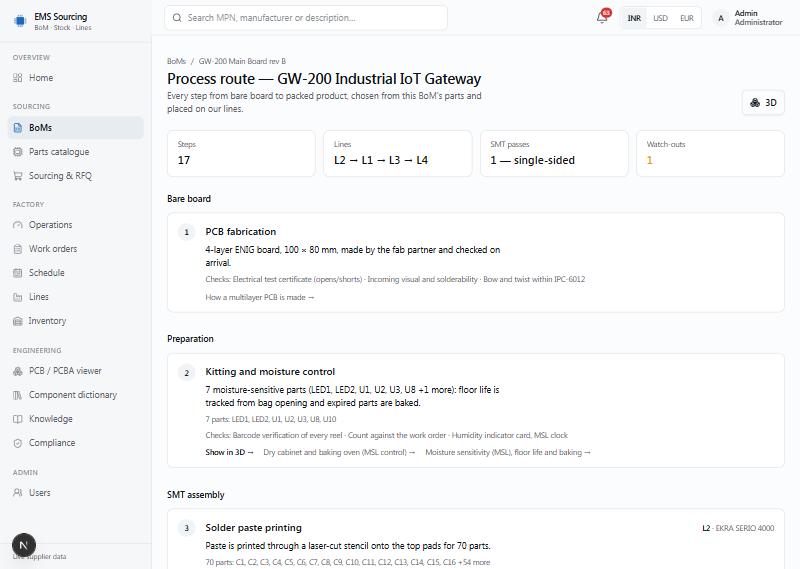 EMS Sourcing
BoM · Stock · Lines
Search MPN, manufacturer or description...
63
INR
USD
EUR
A
Admin
Administrator
OVERVIEW
Home
SOURCING
BoMs
Parts catalogue
Sourcing & RFQ
FACTORY
Operations
Work orders
Schedule
Lines
Inventory
ENGINEERING
PCB / PCBA viewer
Component dictionary
Knowledge
Compliance
ADMIN
Users
N
supplier data
BoMs / GW-200 Main Board rev B
Process route — GW-200 Industrial IoT Gateway
Every step from bare board to packed product, chosen from this BoM's parts and
placed on our lines.
3D
Steps
17
Lines
L2 → L1 → L3 → L4
SMT passes
1 — single-sided
Watch-outs
1
Bare board
1
PCB fabrication
4-layer ENIG board, 100 × 80 mm, made by the fab partner and checked on
arrival.
Checks: Electrical test certificate (opens/shorts) · Incoming visual and solderability · Bow and twist within IPC-6012
How a multilayer PCB is made →
Preparation
2
Kitting and moisture control
7 moisture-sensitive parts (LED1, LED2, U1, U2, U3, U8 +1 more): floor life is
tracked from bag opening and expired parts are baked.
7 parts: LED1, LED2, U1, U2, U3, U8, U10
Checks: Barcode verification of every reel · Count against the work order · Humidity indicator card, MSL clock
Show in 3D → Dry cabinet and baking oven (MSL control) → Moisture sensitivity (MSL), floor life and baking →
SMT assembly
3
Solder paste printing
L2 · EKRA SERIO 4000
Paste is printed through a laser-cut stencil onto the top pads for 70 parts.
70 parts: C1, C2, C3, C4, C5, C6, C7, C8, C9, C10, C11, C12, C13, C14, C15, C16 +54 more